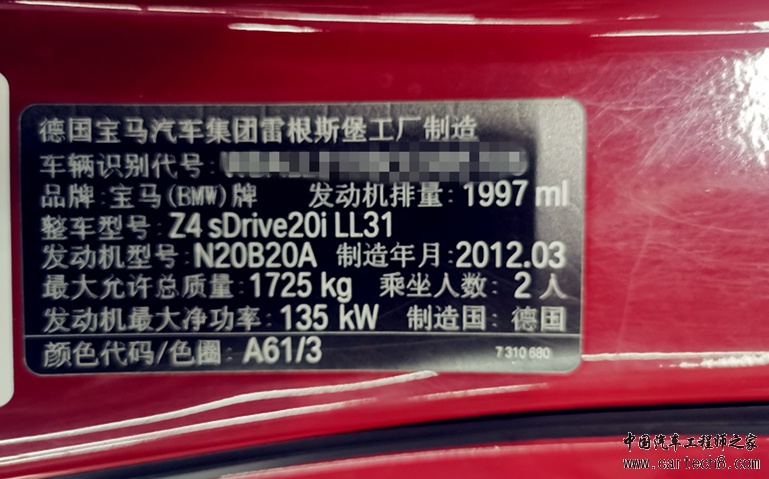 德国宝马汽车集团雷根斯堡工厂制造
车辆识别代号:
品牌:宝马(BMW)牌 发动机排量:1997 ml
整车型号:Z4 sDrive20i LL31
发动机型号:N20B20A 制造年月:2012.03
最大允许总质量:1725 kg 乘坐人数:2 人
发动机最大净功率:135 kW 制造国:德国
颜色代码/色圈:A61/3 7 310 680
中国汽车工程师之家
www.cartech8.com